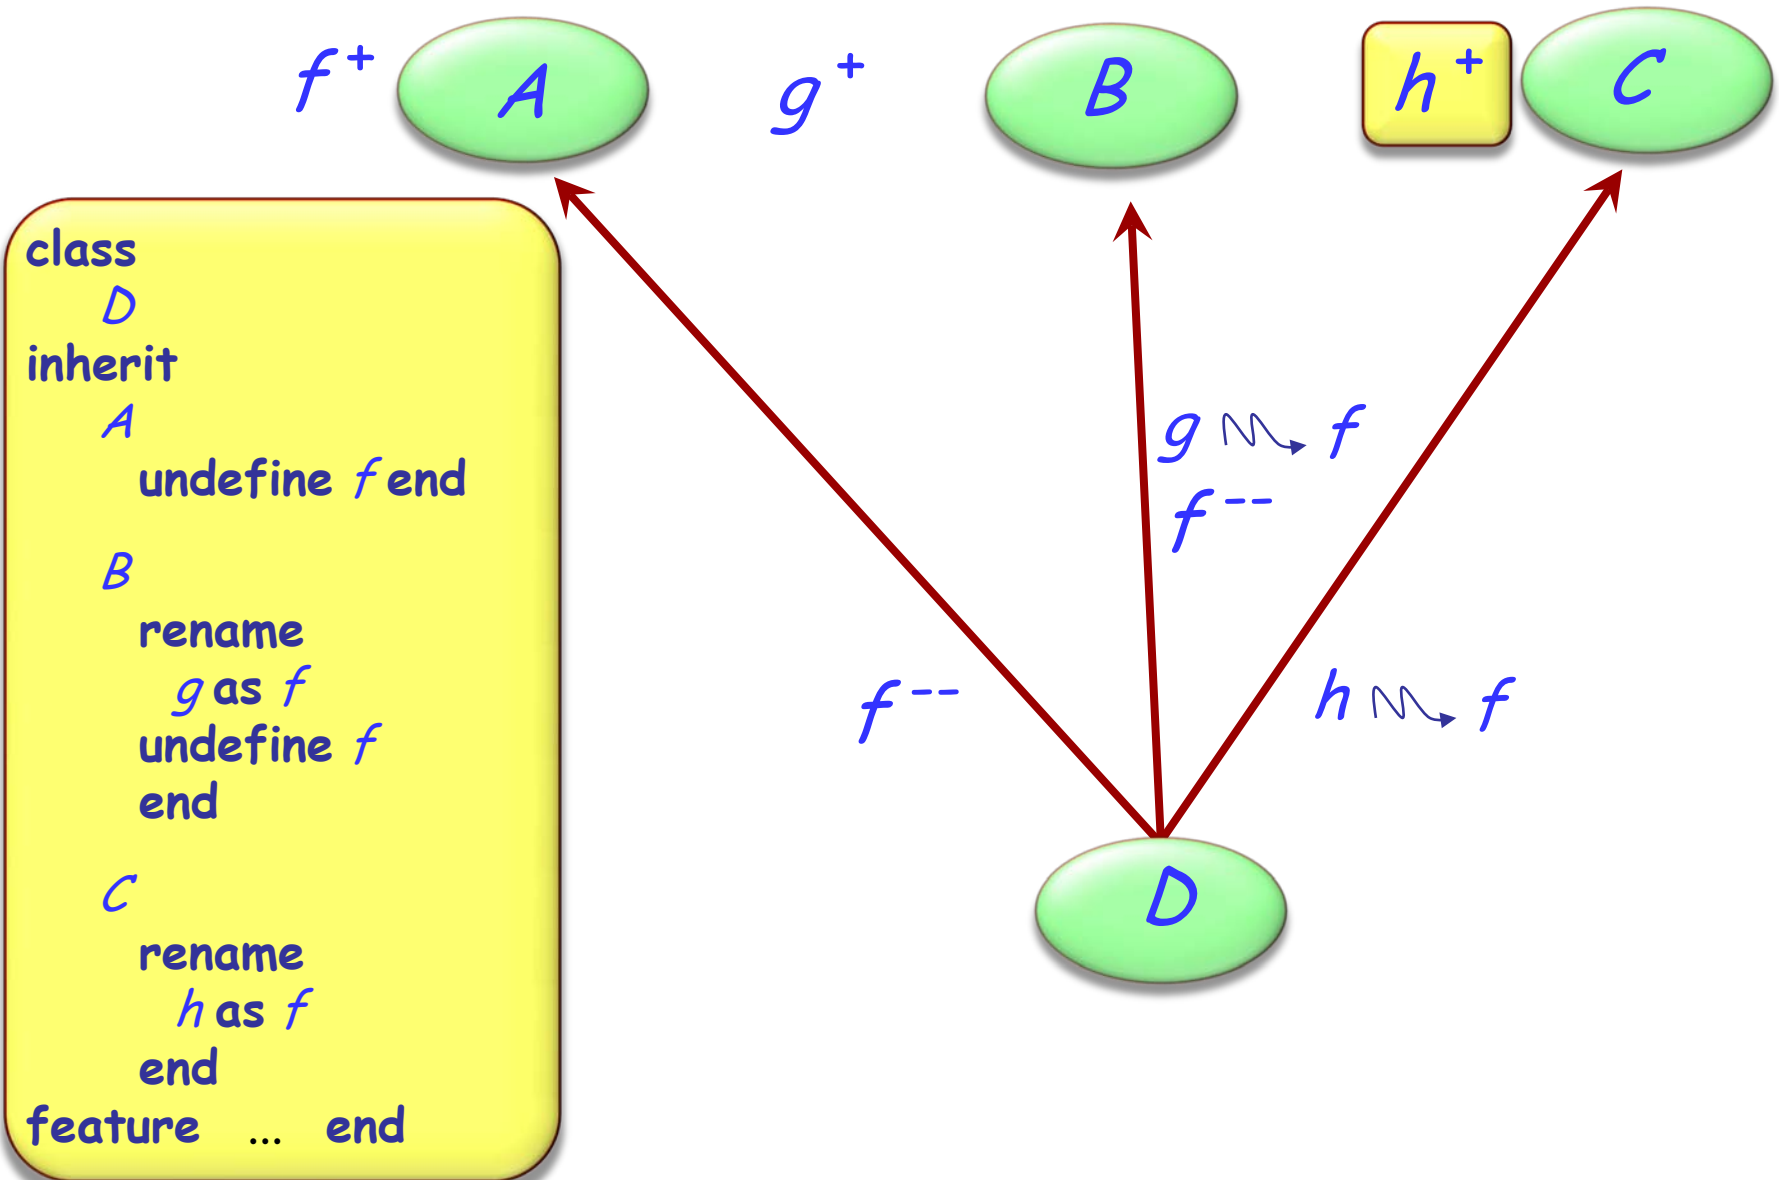 f + A g + B h + C
class
D
inherit
A
undefine f end
B
rename
g as f
undefine f
end
C
rename
h as f
end
feature ... end
g f
f --
f --
h f
D